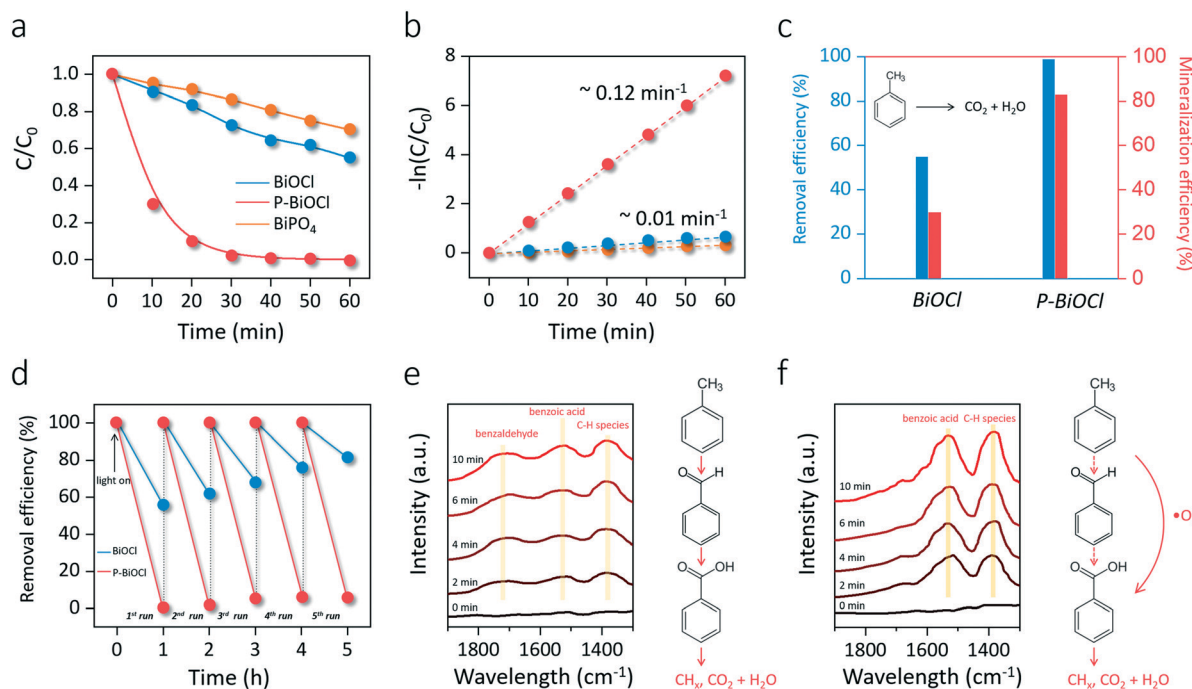 a
C/C0
1.0
0.8
0.6
0.4
0.2
0.0
BiOCl
P-BiOCl
BiPO4
0 10 20 30 40 50 60
Time (min)
b
-ln(C/C0)
8
6
4
2
0
~ 0.12 min-1
~ 0.01 min-1
0 10 20 30 40 50 60
Time (min)
c
Removal efficiency (%)
100
80
60
40
20
0
CH3
CO2 + H2O
100
80
60
40
20
0
Mineralization efficiency (%)
BiOCl P-BiOCl
d
Removal efficiency (%)
100
80
60
40
20
0
light on
BiOCl
P-BiOCl
1st run 2nd run 3rd run 4th run 5th run
0 1 2 3 4 5
Time (h)
e
Intensity (a.u.)
benzoic acid
benzaldehyde
C-H species
10 min
6 min
4 min
2 min
0 min
1800 1600 1400
Wavelength (cm-1)
CH3
O H
O OH
CHx, CO2 + H2O
f
Intensity (a.u.)
benzoic acid C-H species
10 min
6 min
4 min
2 min
0 min
1800 1600 1400
Wavelength (cm-1)
CH3
O H
•O
O OH
CHx, CO2 + H2O